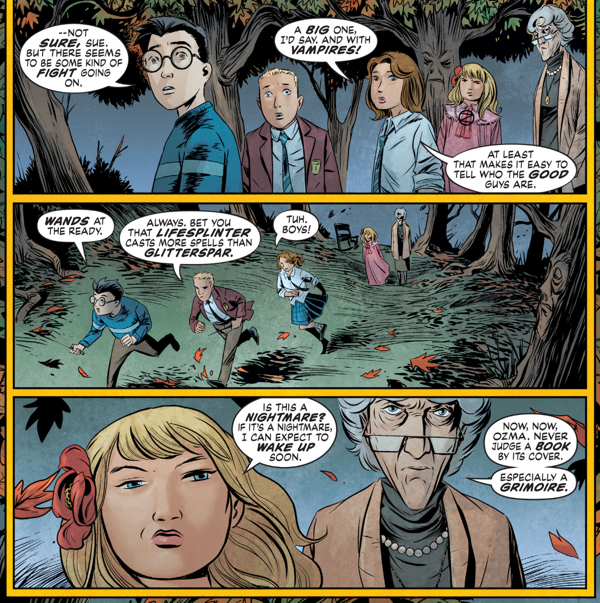 --NOT
SURE, SUE.
BUT THERE SEEMS
TO BE SOME KIND OF
FIGHT GOING
ON.
A BIG ONE,
I'D SAY. AND WITH
VAMPIRES!
AT LEAST
THAT MAKES IT EASY TO
TELL WHO THE GOOD
GUYS ARE.
WANDS AT
THE READY.
ALWAYS. BET YOU
THAT LIFESPLINTER
CASTS MORE SPELLS THAN
GLITTERSPAR.
TUH.
BOYS!
IS THIS A
NIGHTMARE?
IF IT'S A NIGHTMARE,
I CAN EXPECT TO
WAKE UP
SOON.
NOW, NOW,
OZMA. NEVER
JUDGE A BOOK
BY ITS COVER.
ESPECIALLY A
GRIMOIRE.